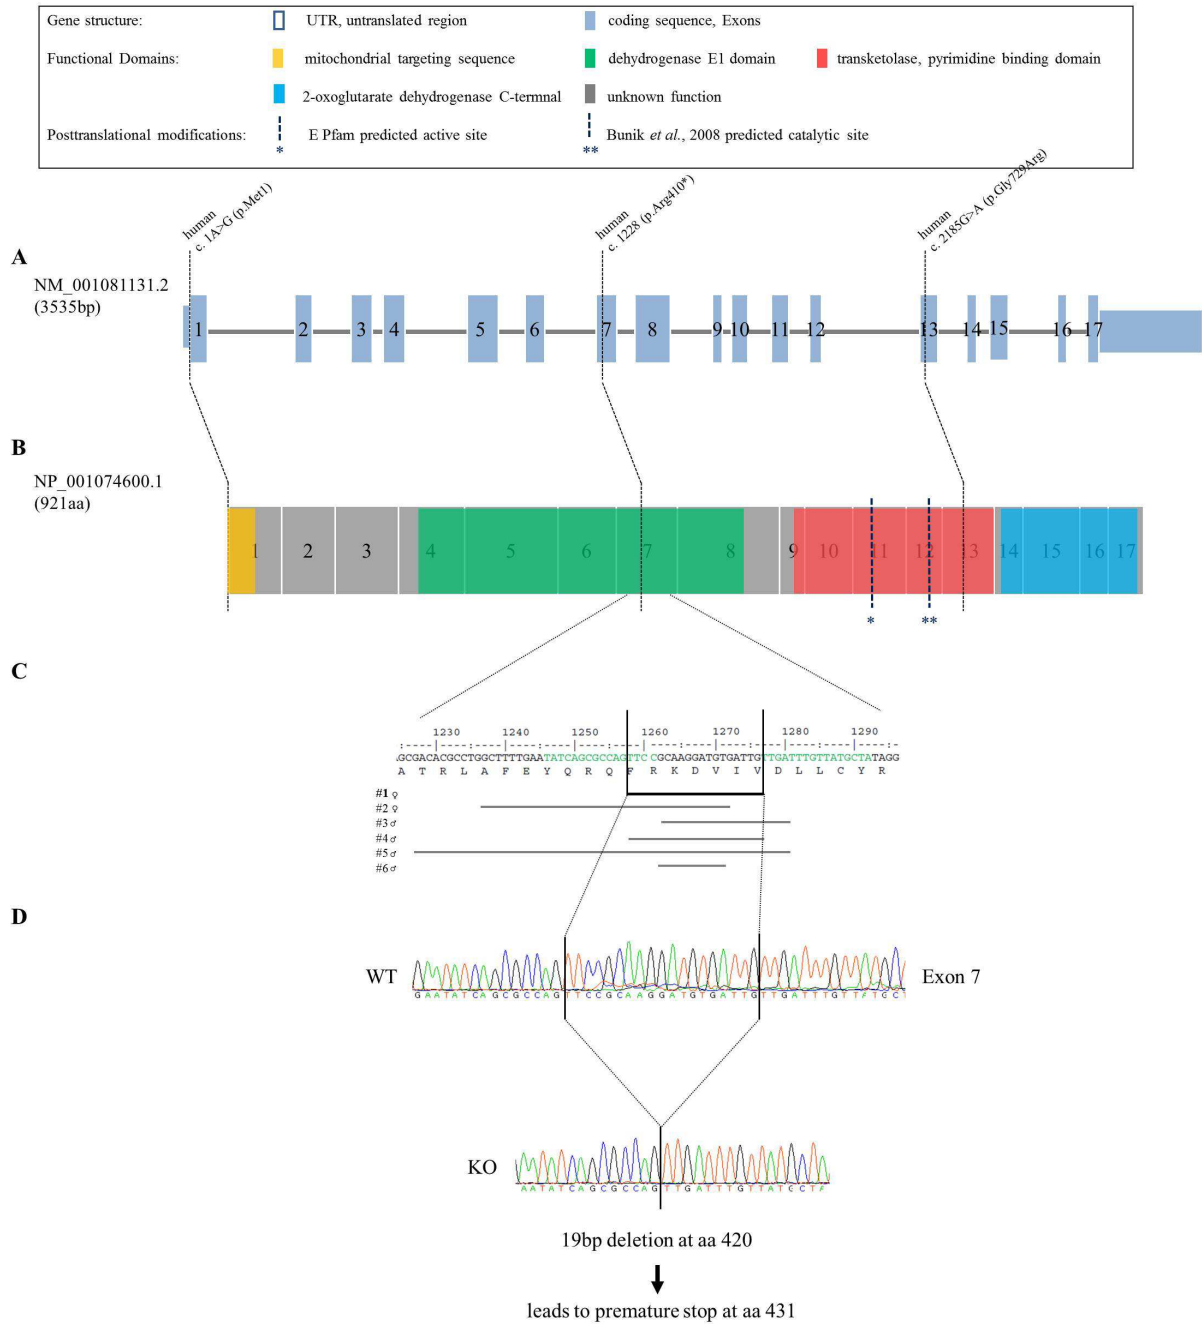 Gene structure: UTR, untranslated region coding sequence, Exons
Functional Domains: mitochondrial targeting sequence dehydrogenase E1 domain transketolase, pyrimidine binding domain
2-oxoglutarate dehydrogenase C-termnal unknown function
Posttranslational modifications: E Pfam predicted active site Bunik et al., 2008 predicted catalytic site
* **
human
c. 1A>G (p.Met1)
human
c. 1228 (p.Arg410*)
human
c. 2185G>A (p.Gly729Arg)
A
NM_001081131.2
(3535bp)
1 2 3 4 5 6 7 8 9 10 11 12 13 14 15 16 17
B
NP_001074600.1
(921aa)
1 2 3 4 5 6 7 8 9 10 11 12 13 14 15 16 17
* **
C
1230 1240 1250 1260 1270 1280 1290
GCGACACGCCTGGCTTTTGAATATCAGCGCCAGTTCCGCAAGGATGTGATTGTTGATTTGTTATGCTATAGG
A T R L A F E Y Q R Q F R K D V I V D L L C Y R
#1 ♀
#2 ♀
#3 ♂
#4 ♂
#5 ♂
#6 ♂
D
WT Exon 7
GAATATCAGCGCCAGTTCCGCAAGGATGTGATTGTTGATTTGTTATGCT
KO
AATATCAGCGCCAGTTGATTTGTTATGCTA
19bp deletion at aa 420
leads to premature stop at aa 431